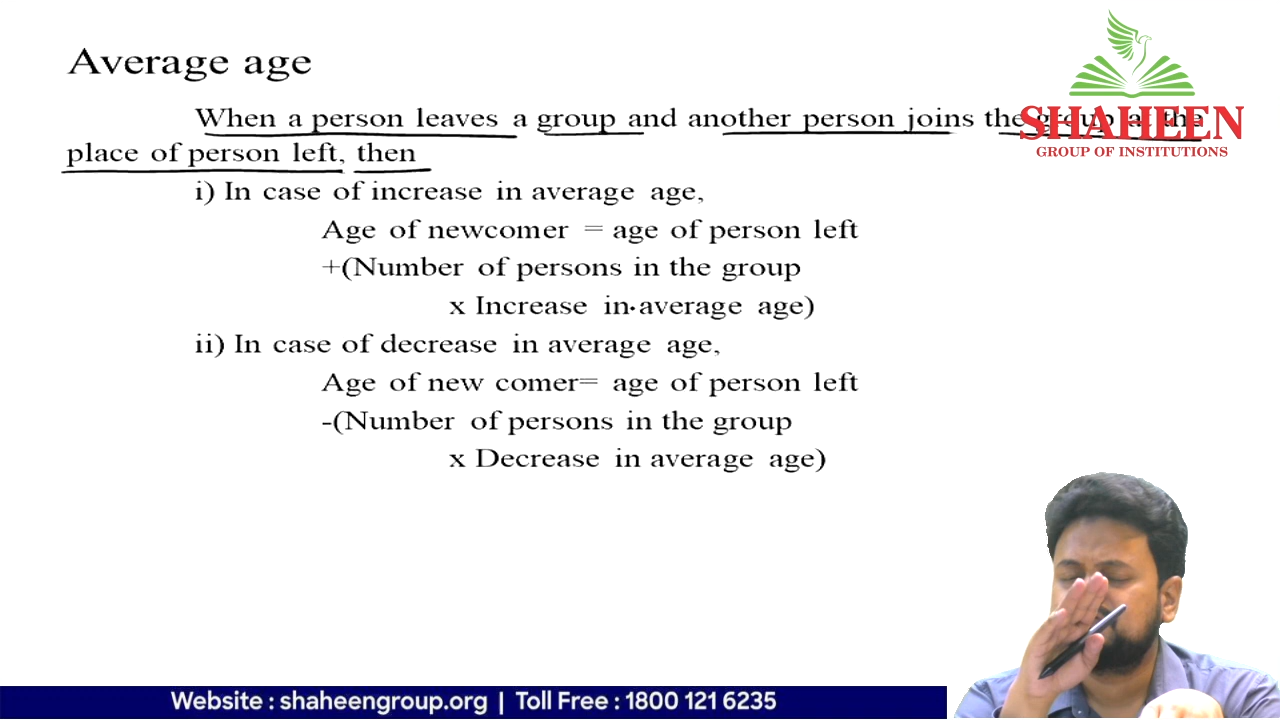 Average age
When a person leaves a group and another person joins the group at the
place of person left, then
i) In case of increase in average age,
Age of newcomer = age of person left
+(Number of persons in the group
x Increase in average age)
ii) In case of decrease in average age,
Age of new comer= age of person left
-(Number of persons in the group
x Decrease in average age)
SHAHEEN
GROUP OF INSTITUTIONS
Website : shaheengroup.org | Toll Free : 1800 121 6235